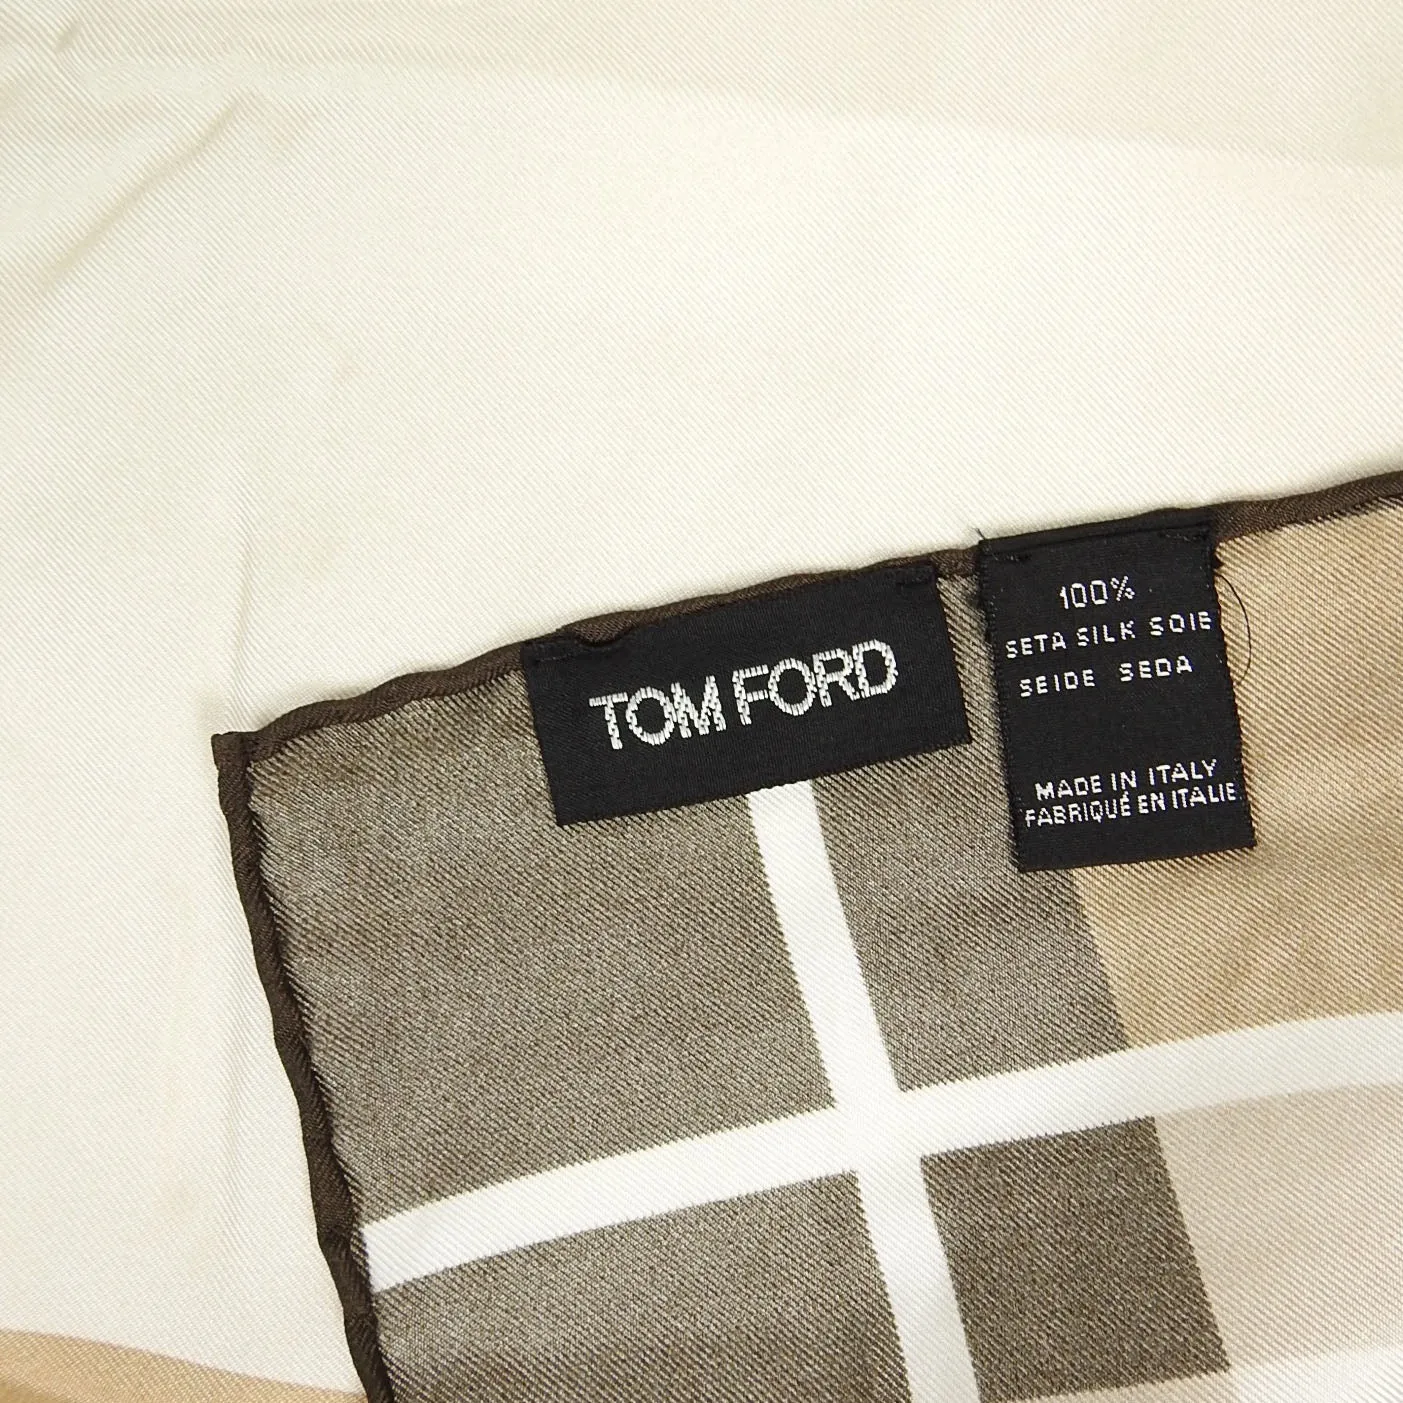 TOM FORD
100%
SETA SILK SOIE
SEIDE SEDA
MADE IN ITALY
FABRIQUÉ EN ITALIE